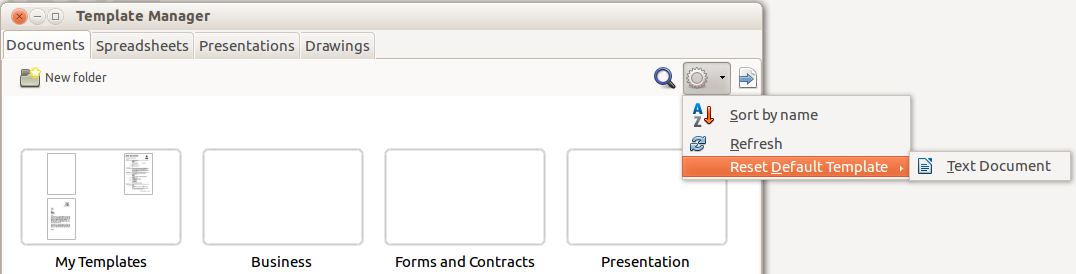 Template Manager
Documents Spreadsheets Presentations Drawings
New folder
A
Z
Sort by name
Refresh
Reset Default Template
Text Document
My Templates Business Forms and Contracts Presentation